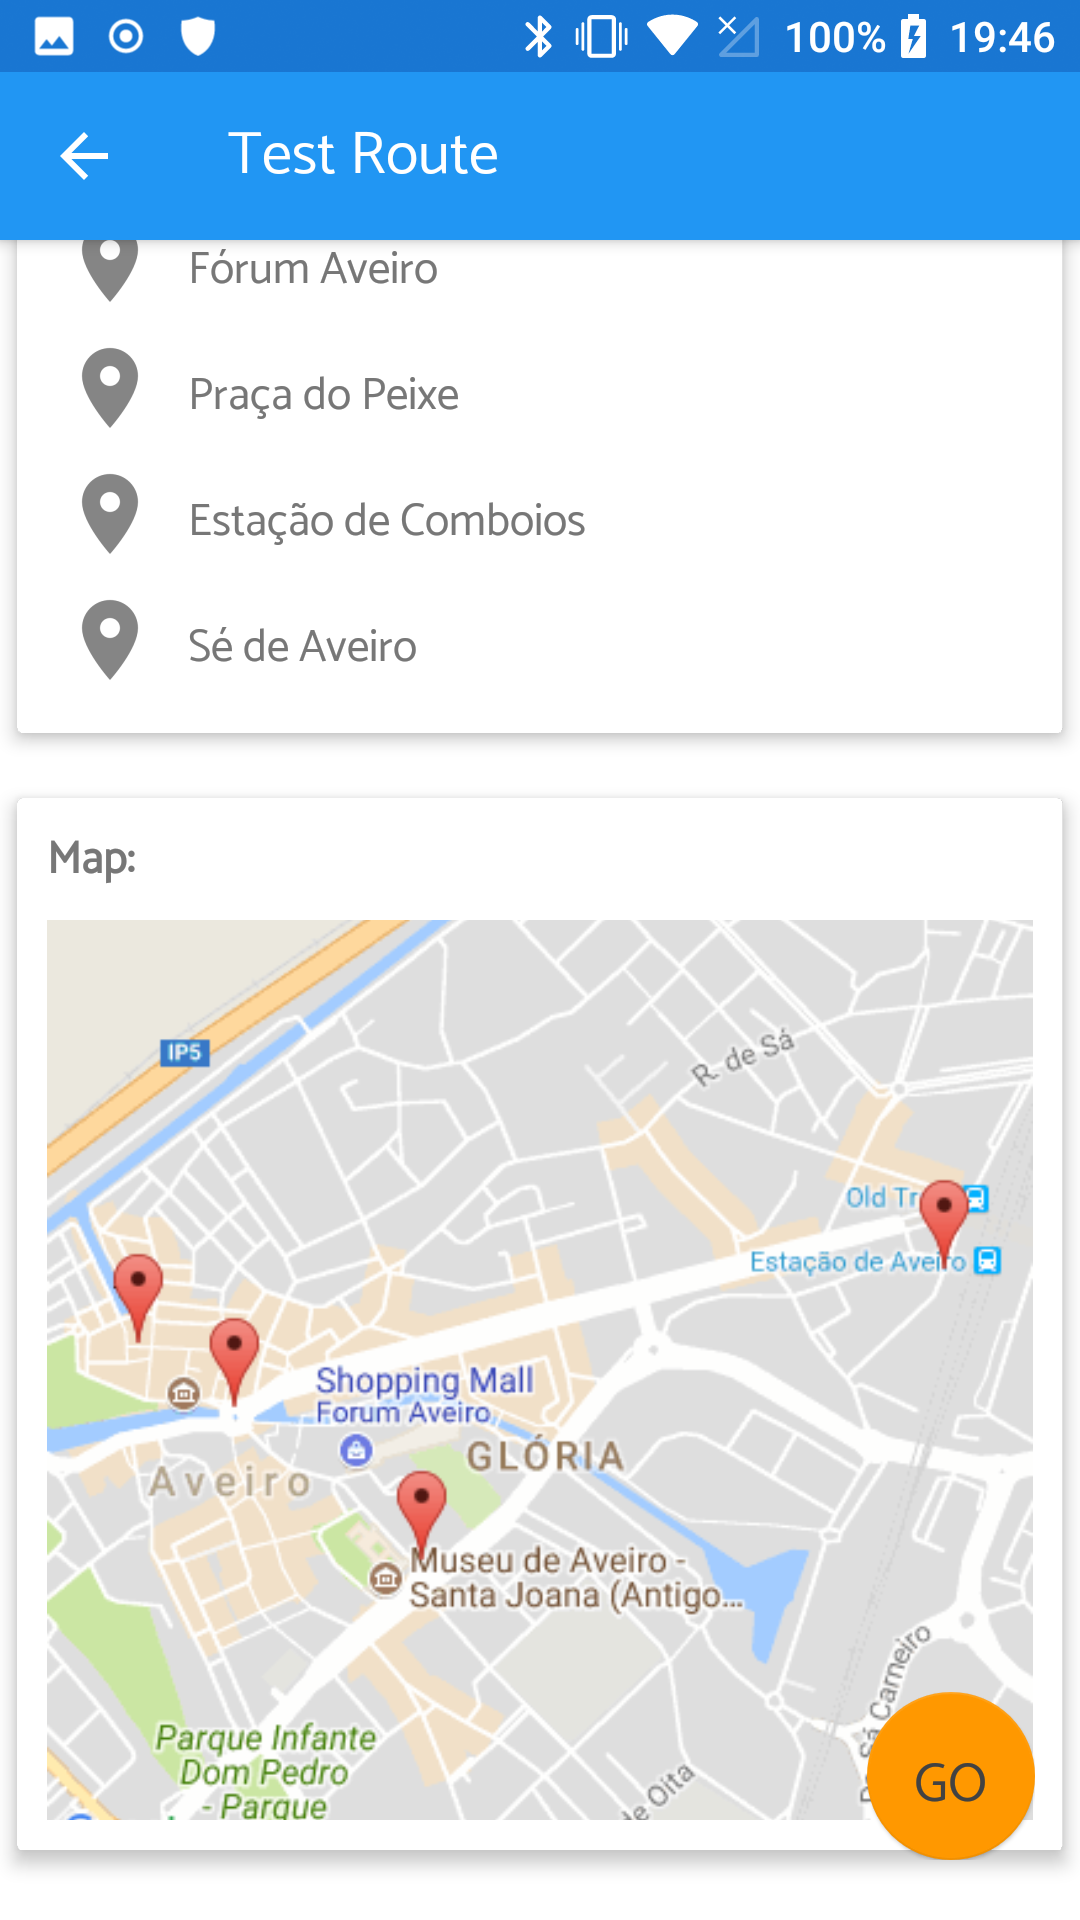 100% 19:46
Test Route
Fórum Aveiro
Praça do Peixe
Estação de Comboios
Sé de Aveiro
Map:
IP5
R. de Sá
Old Tr
Estação de Aveiro
Shopping Mall
Forum Aveiro
GLÓRIA
Aveiro
Museu de Aveiro -
Santa Joana (Antigo...
Sá Carneiro
Parque Infante
Dom Pedro
- Parque
de Oita
GO